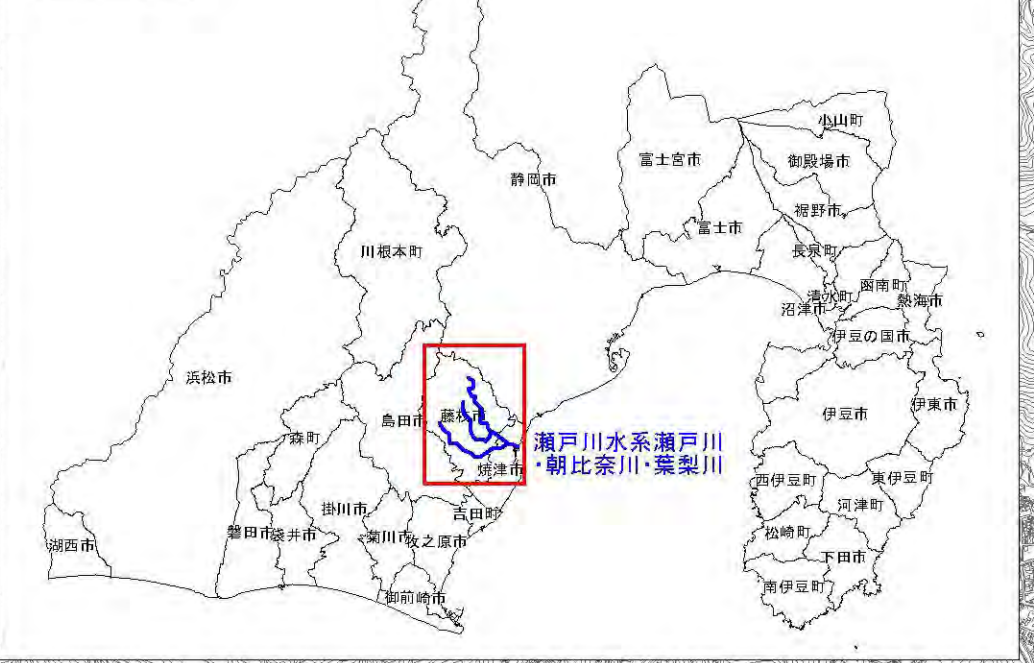 小山町
富士宮市
御殿場市
静岡市
裾野市
富士市
川根本町
長泉町
函南町
清水町
熱海市
沼津市
伊豆の国市
浜松市
藤枝市
島田市
伊豆市
伊東市
森町
瀬戸川水系瀬戸川
・朝比奈川・葉梨川
焼津市
西伊豆町
東伊豆町
掛川市
吉田町
河津町
磐田市
袋井市
菊川市
牧之原市
松崎町
湖西市
下田市
南伊豆町
御前崎市